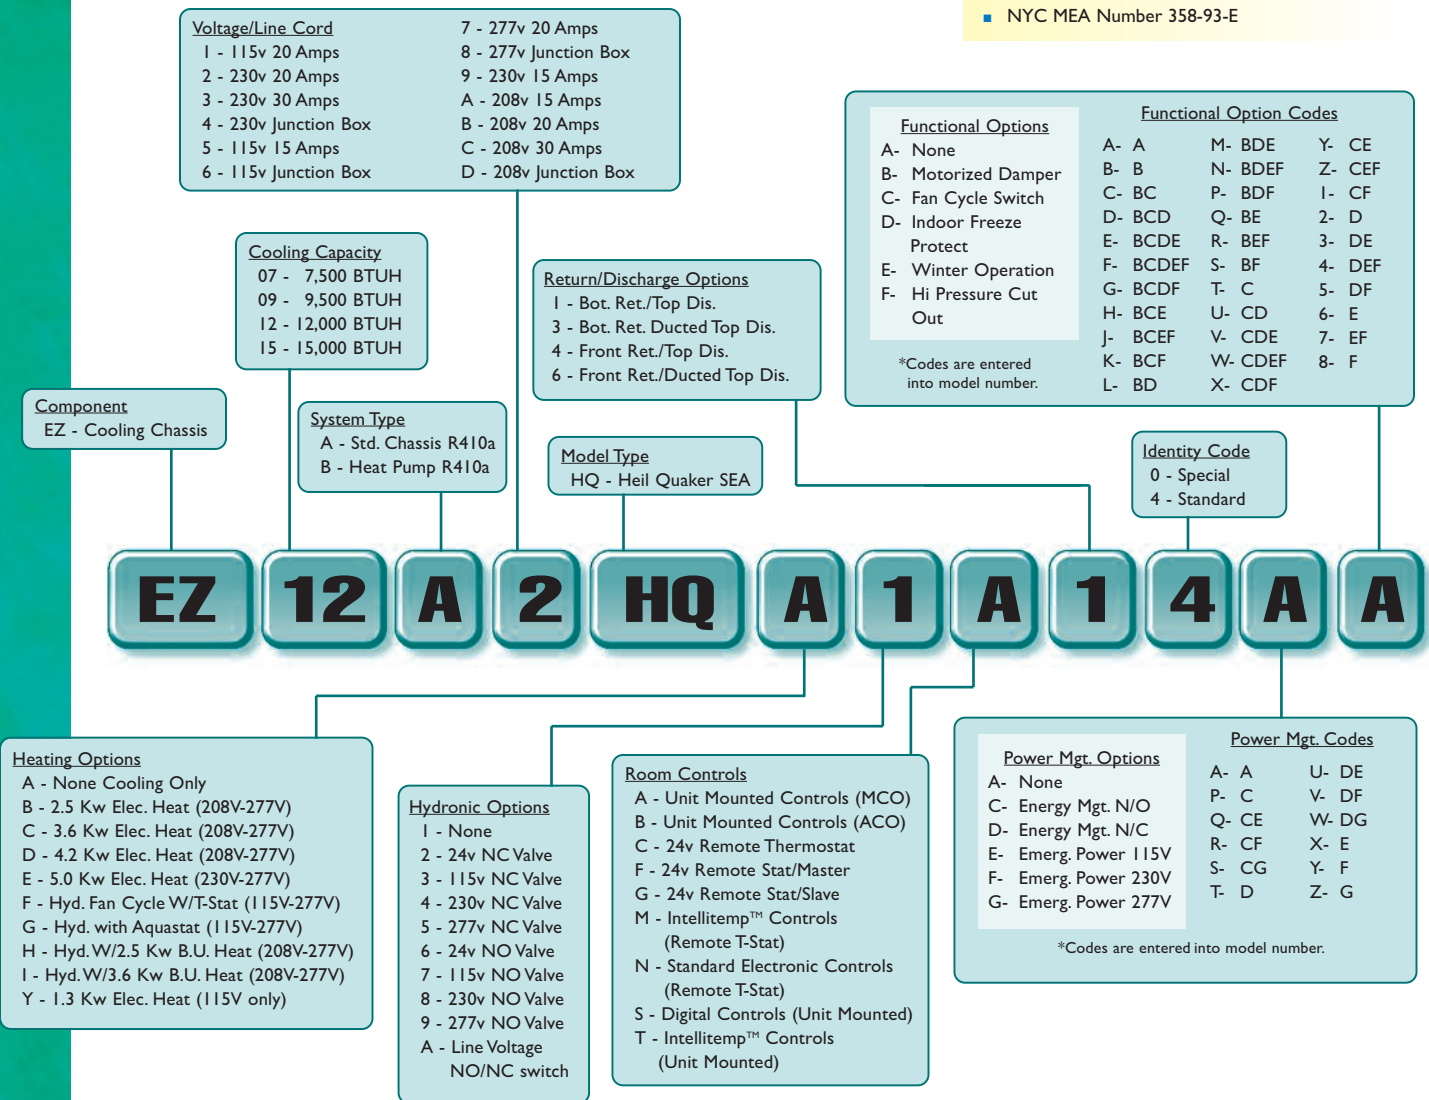 NYC MEA Number 358-93-E
Voltage/Line Cord
1 - 115v 20 Amps
2 - 230v 20 Amps
3 - 230v 30 Amps
4 - 230v Junction Box
5 - 115v 15 Amps
6 - 115v Junction Box
7 - 277v 20 Amps
8 - 277v Junction Box
9 - 230v 15 Amps
A - 208v 15 Amps
B - 208v 20 Amps
C - 208v 30 Amps
D - 208v Junction Box
Functional Options
A- None
B- Motorized Damper
C- Fan Cycle Switch
D- Indoor Freeze
Protect
E- Winter Operation
F- Hi Pressure Cut
Out
*Codes are entered
into model number.
Functional Option Codes
A- A
B- B
C- BC
D- BCD
E- BCDE
F- BCDEF
G- BCDF
H- BCE
J- BCEF
K- BCF
L- BD
M- BDE
N- BDEF
P- BDF
Q- BE
R- BEF
S- BF
T- C
U- CD
V- CDE
W- CDEF
X- CDF
Y- CE
Z- CEF
1- CF
2- D
3- DE
4- DEF
5- DF
6- E
7- EF
8- F
Cooling Capacity
07 - 7,500 BTUH
09 - 9,500 BTUH
12 - 12,000 BTUH
15 - 15,000 BTUH
Return/Discharge Options
1 - Bot. Ret./Top Dis.
3 - Bot. Ret. Ducted Top Dis.
4 - Front Ret./Top Dis.
6 - Front Ret./Ducted Top Dis.
Component
EZ - Cooling Chassis
System Type
A - Std. Chassis R410a
B - Heat Pump R410a
Model Type
HQ - Heil Quaker SEA
Identity Code
0 - Special
4 - Standard
EZ 12 A 2 HQ A 1 A 1 4 A A
Heating Options
A - None Cooling Only
B - 2.5 Kw Elec. Heat (208V-277V)
C - 3.6 Kw Elec. Heat (208V-277V)
D - 4.2 Kw Elec. Heat (208V-277V)
E - 5.0 Kw Elec. Heat (230V-277V)
F - Hyd. Fan Cycle W/T-Stat (115V-277V)
G - Hyd. with Aquastat (115V-277V)
H - Hyd. W/2.5 Kw B.U. Heat (208V-277V)
I - Hyd. W/3.6 Kw B.U. Heat (208V-277V)
Y - 1.3 Kw Elec. Heat (115V only)
Hydronic Options
1 - None
2 - 24v NC Valve
3 - 115v NC Valve
4 - 230v NC Valve
5 - 277v NC Valve
6 - 24v NO Valve
7 - 115v NO Valve
8 - 230v NO Valve
9 - 277v NO Valve
A - Line Voltage
NO/NC switch
Room Controls
A - Unit Mounted Controls (MCO)
B - Unit Mounted Controls (ACO)
C - 24v Remote Thermostat
F - 24v Remote Stat/Master
G - 24v Remote Stat/Slave
M - Intellitemp™ Controls
(Remote T-Stat)
N - Standard Electronic Controls
(Remote T-Stat)
S - Digital Controls (Unit Mounted)
T - Intellitemp™ Controls
(Unit Mounted)
Power Mgt. Options
A- None
C- Energy Mgt. N/O
D- Energy Mgt. N/C
E- Emerg. Power 115V
F- Emerg. Power 230V
G- Emerg. Power 277V
Power Mgt. Codes
A- A
P- C
Q- CE
R- CF
S- CG
T- D
U- DE
V- DF
W- DG
X- E
Y- F
Z- G
*Codes are entered into model number.